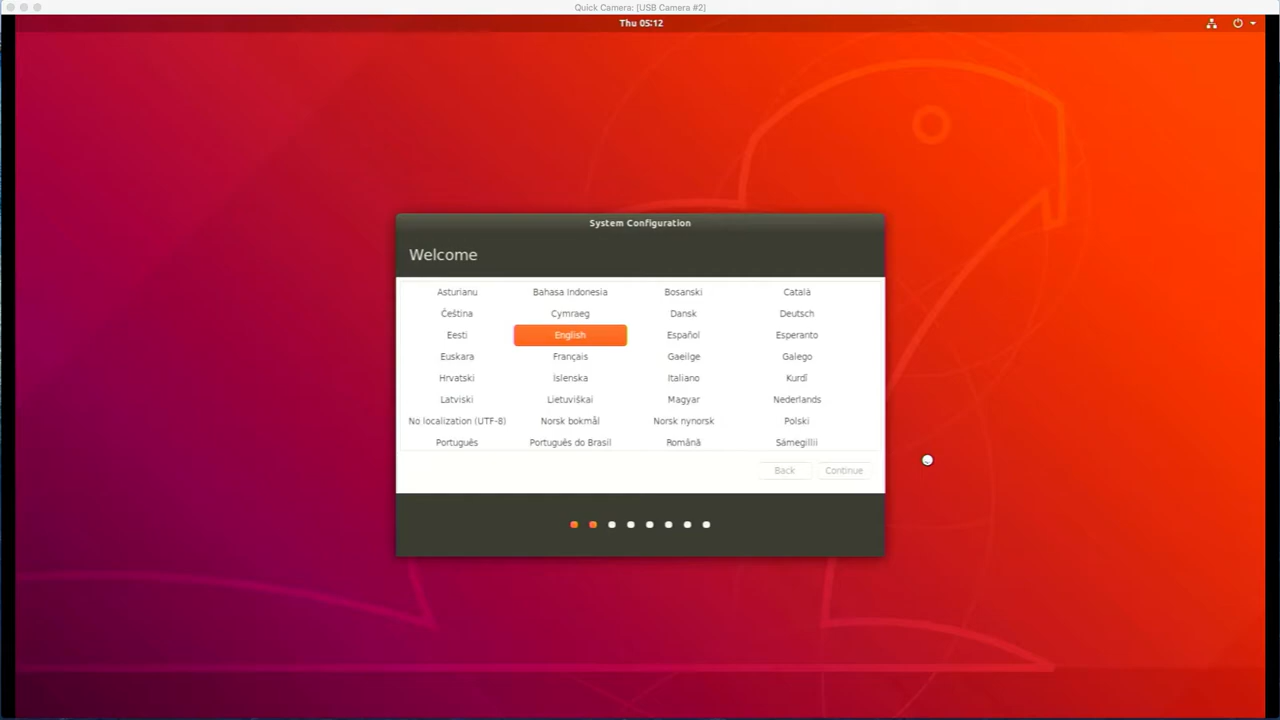 Quick Camera: [USB Camera #2]
Thu 05:12
System Configuration
Welcome
Asturianu Bahasa Indonesia Bosanski Català
Čeština Cymraeg Dansk Deutsch
Eesti English Español Esperanto
Euskara Français Gaeilge Galego
Hrvatski Íslenska Italiano Kurdî
Latviski Lietuviškai Magyar Nederlands
No localization (UTF-8) Norsk bokmål Norsk nynorsk Polski
Português Português do Brasil Română Sámegillii
Back Continue